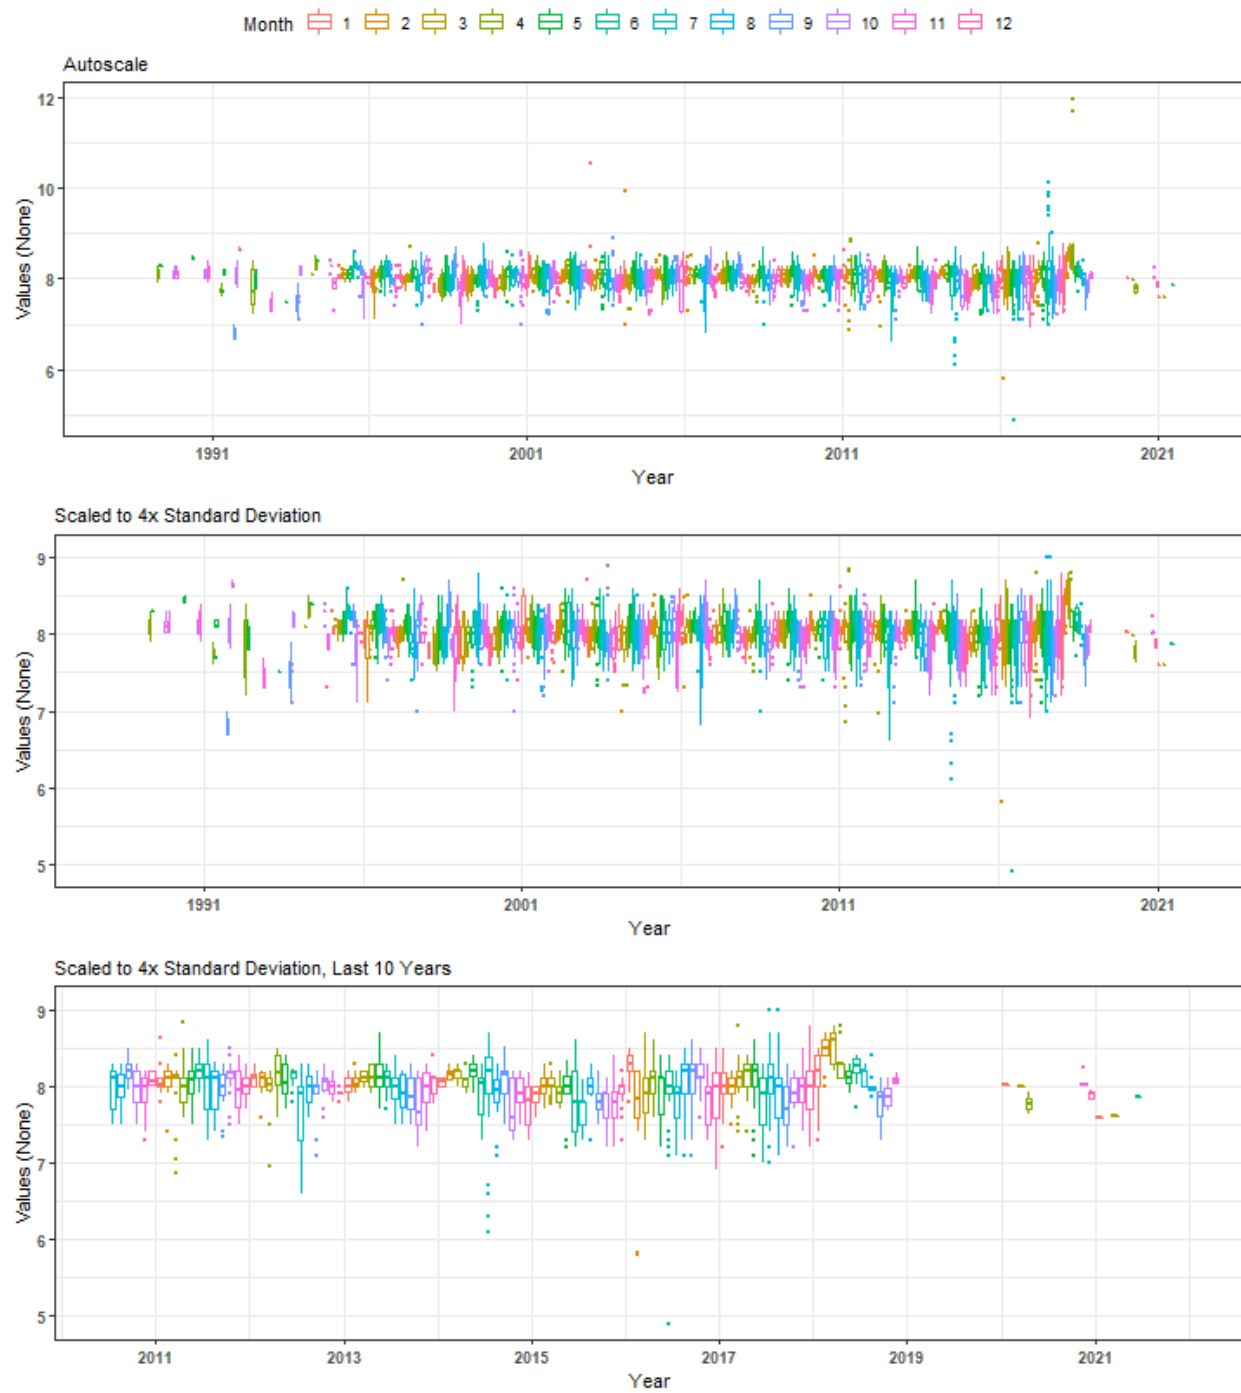 Month 1 2 3 4 5 6 7 8 9 10 11 12
Autoscale
12
10
8
6
Values (None)
1991 2001 2011 2021
Year
Scaled to 4x Standard Deviation
9
8
7
6
5
Values (None)
1991 2001 2011 2021
Year
Scaled to 4x Standard Deviation, Last 10 Years
9
8
7
6
5
Values (None)
2011 2013 2015 2017 2019 2021
Year